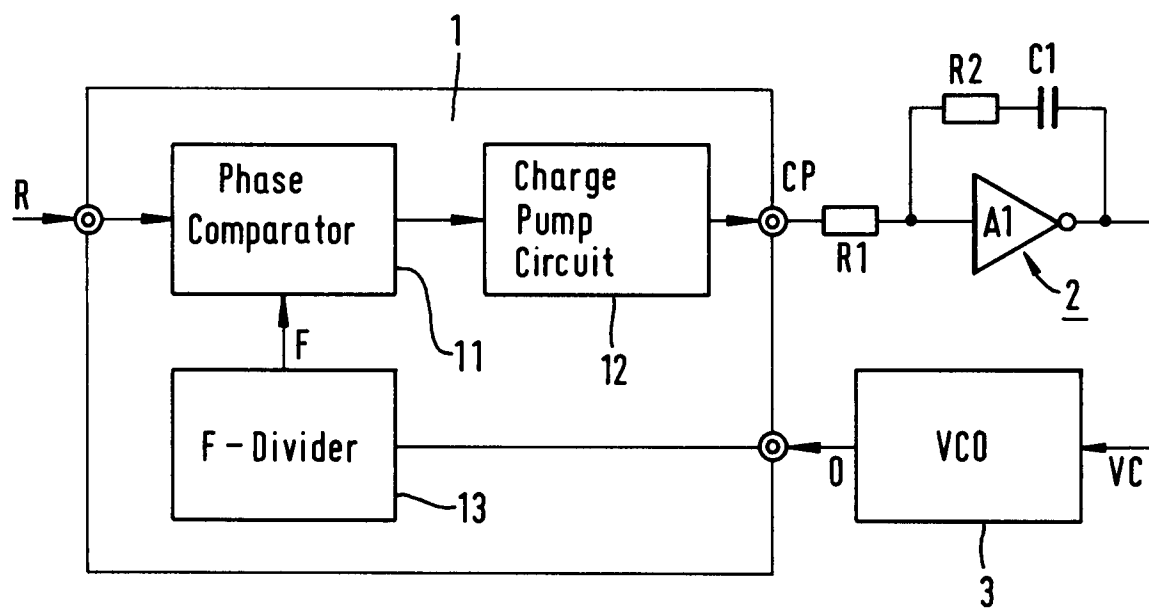 1
R2
C1
R
Phase
Comparator
Charge
Pump
Circuit
CP
R1
A1
2
F
11
12
F-Divider
13
O
VCO
VC
3